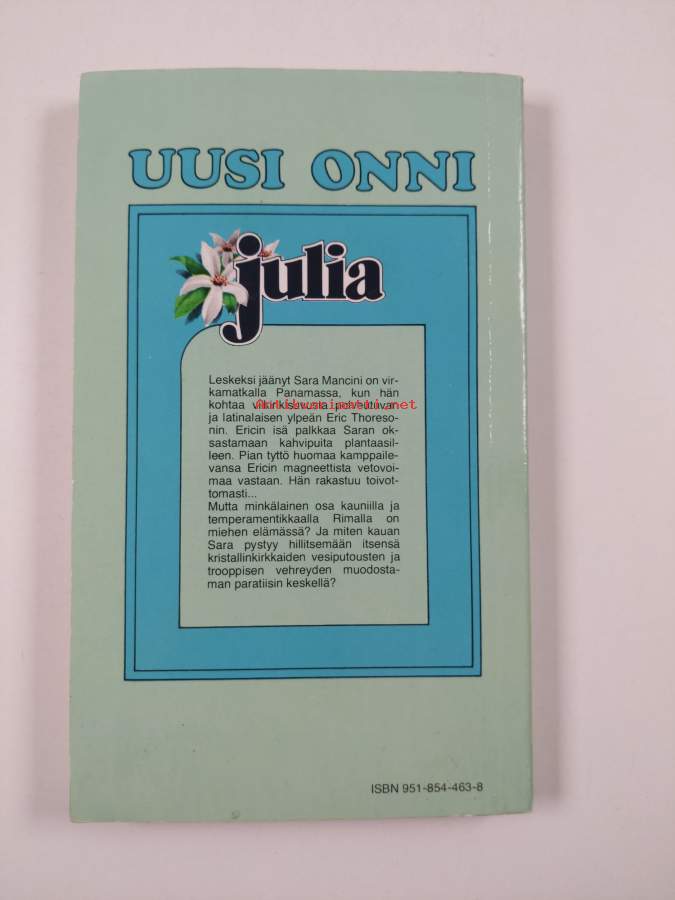 UUSI ONNI
julia
Leskeksi jäänyt Sara Mancini on vir-
kamatkalla Panamassa, kun hän
kohtaa polveutuvan
ja latinalaisen ylpeän Eric Thoreso-
nin. Ericin isä palkkaa Saran ok-
sastamaan kahvipuita plantaasil-
leen. Pian tyttö huomaa kamppaile-
vansa Ericin magneettista vetovoi-
maa vastaan. Hän rakastuu toivot-
tomasti...
Mutta minkälainen osa kauniilla ja
temperamentikkaalla Rimalla on
miehen elämässä? Ja miten kauan
Sara pystyy hillitsemään itsensä
kristallinkirkkaiden vesiputousten ja
trooppisen vehreyden muodosta-
man paratiisin keskellä?
ISBN 951-854-463-8